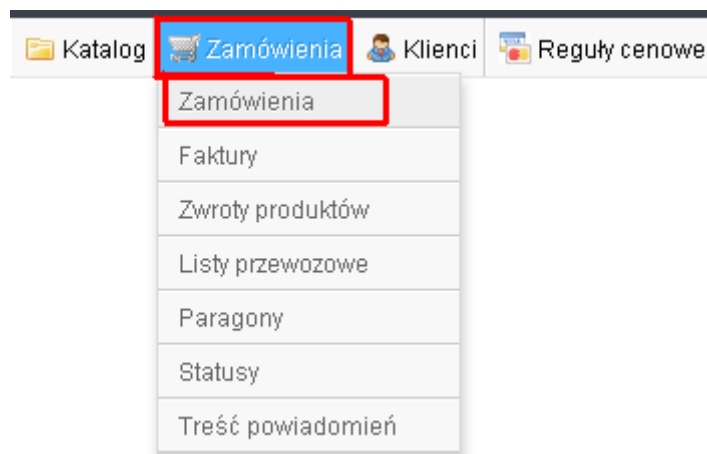 Katalog Zamówienia Klienci Reguły cenowe
Zamówienia
Faktury
Zwroty produktów
Listy przewozowe
Paragony
Statusy
Treść powiadomień